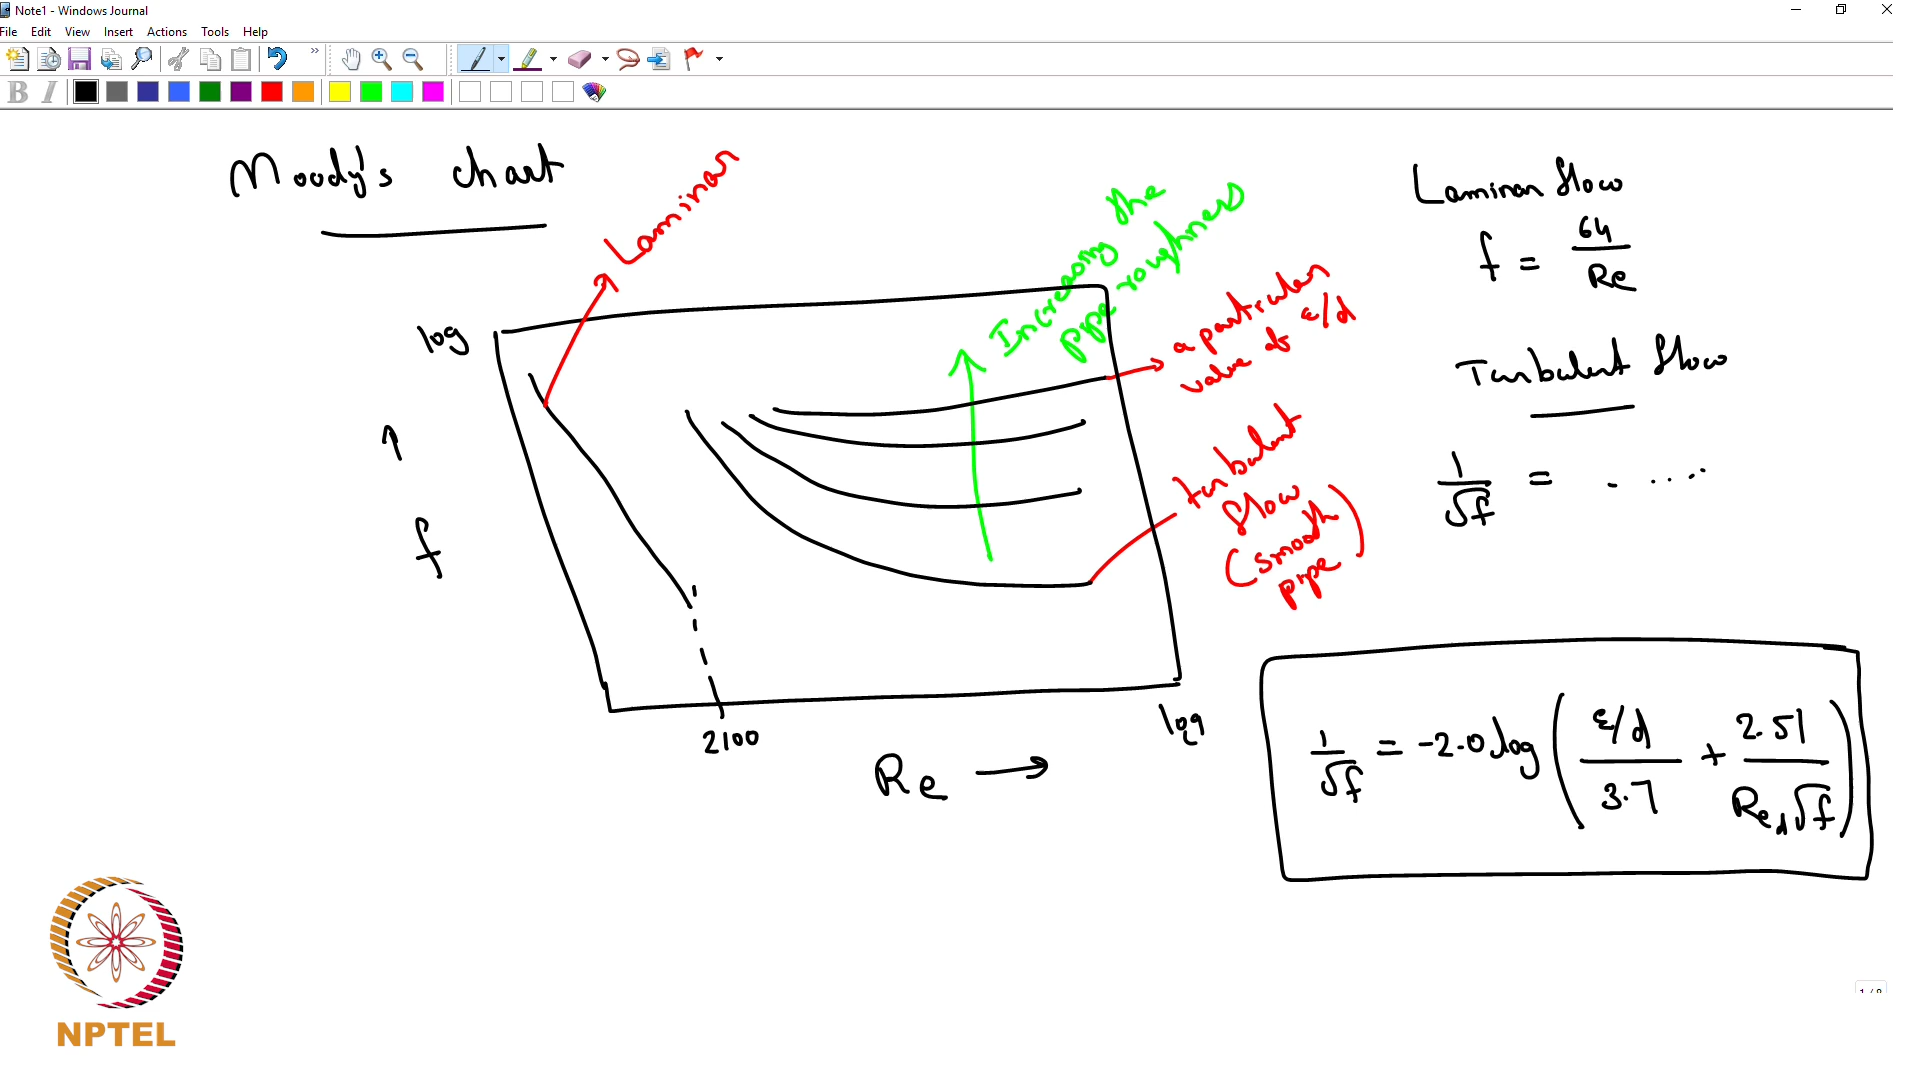 Note1 - Windows Journal
File Edit View Insert Actions Tools Help
B I
Moody's chart
Laminar
Increasing the
pipe roughness
a particular
value of ε/d
turbulent
flow
(smooth
pipe)
log
↑
f
2100
log
Re →
Laminar flow
f = 64/Re
Turbulent flow
1/√f = . . . . .
1/√f = -2.0 log ( (ε/d)/3.7 + 2.51/(Re_d √f) )
NPTEL